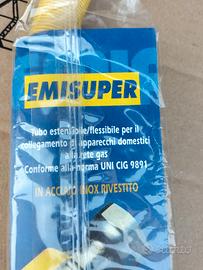 EMISUPER
Tubo estensibile/flessibile per il
collegamento di apparecchi domestici
alla rete gas
Conforme alla norma UNI CIG 9891
IN ACCIAIO INOX RIVESTITO
subito